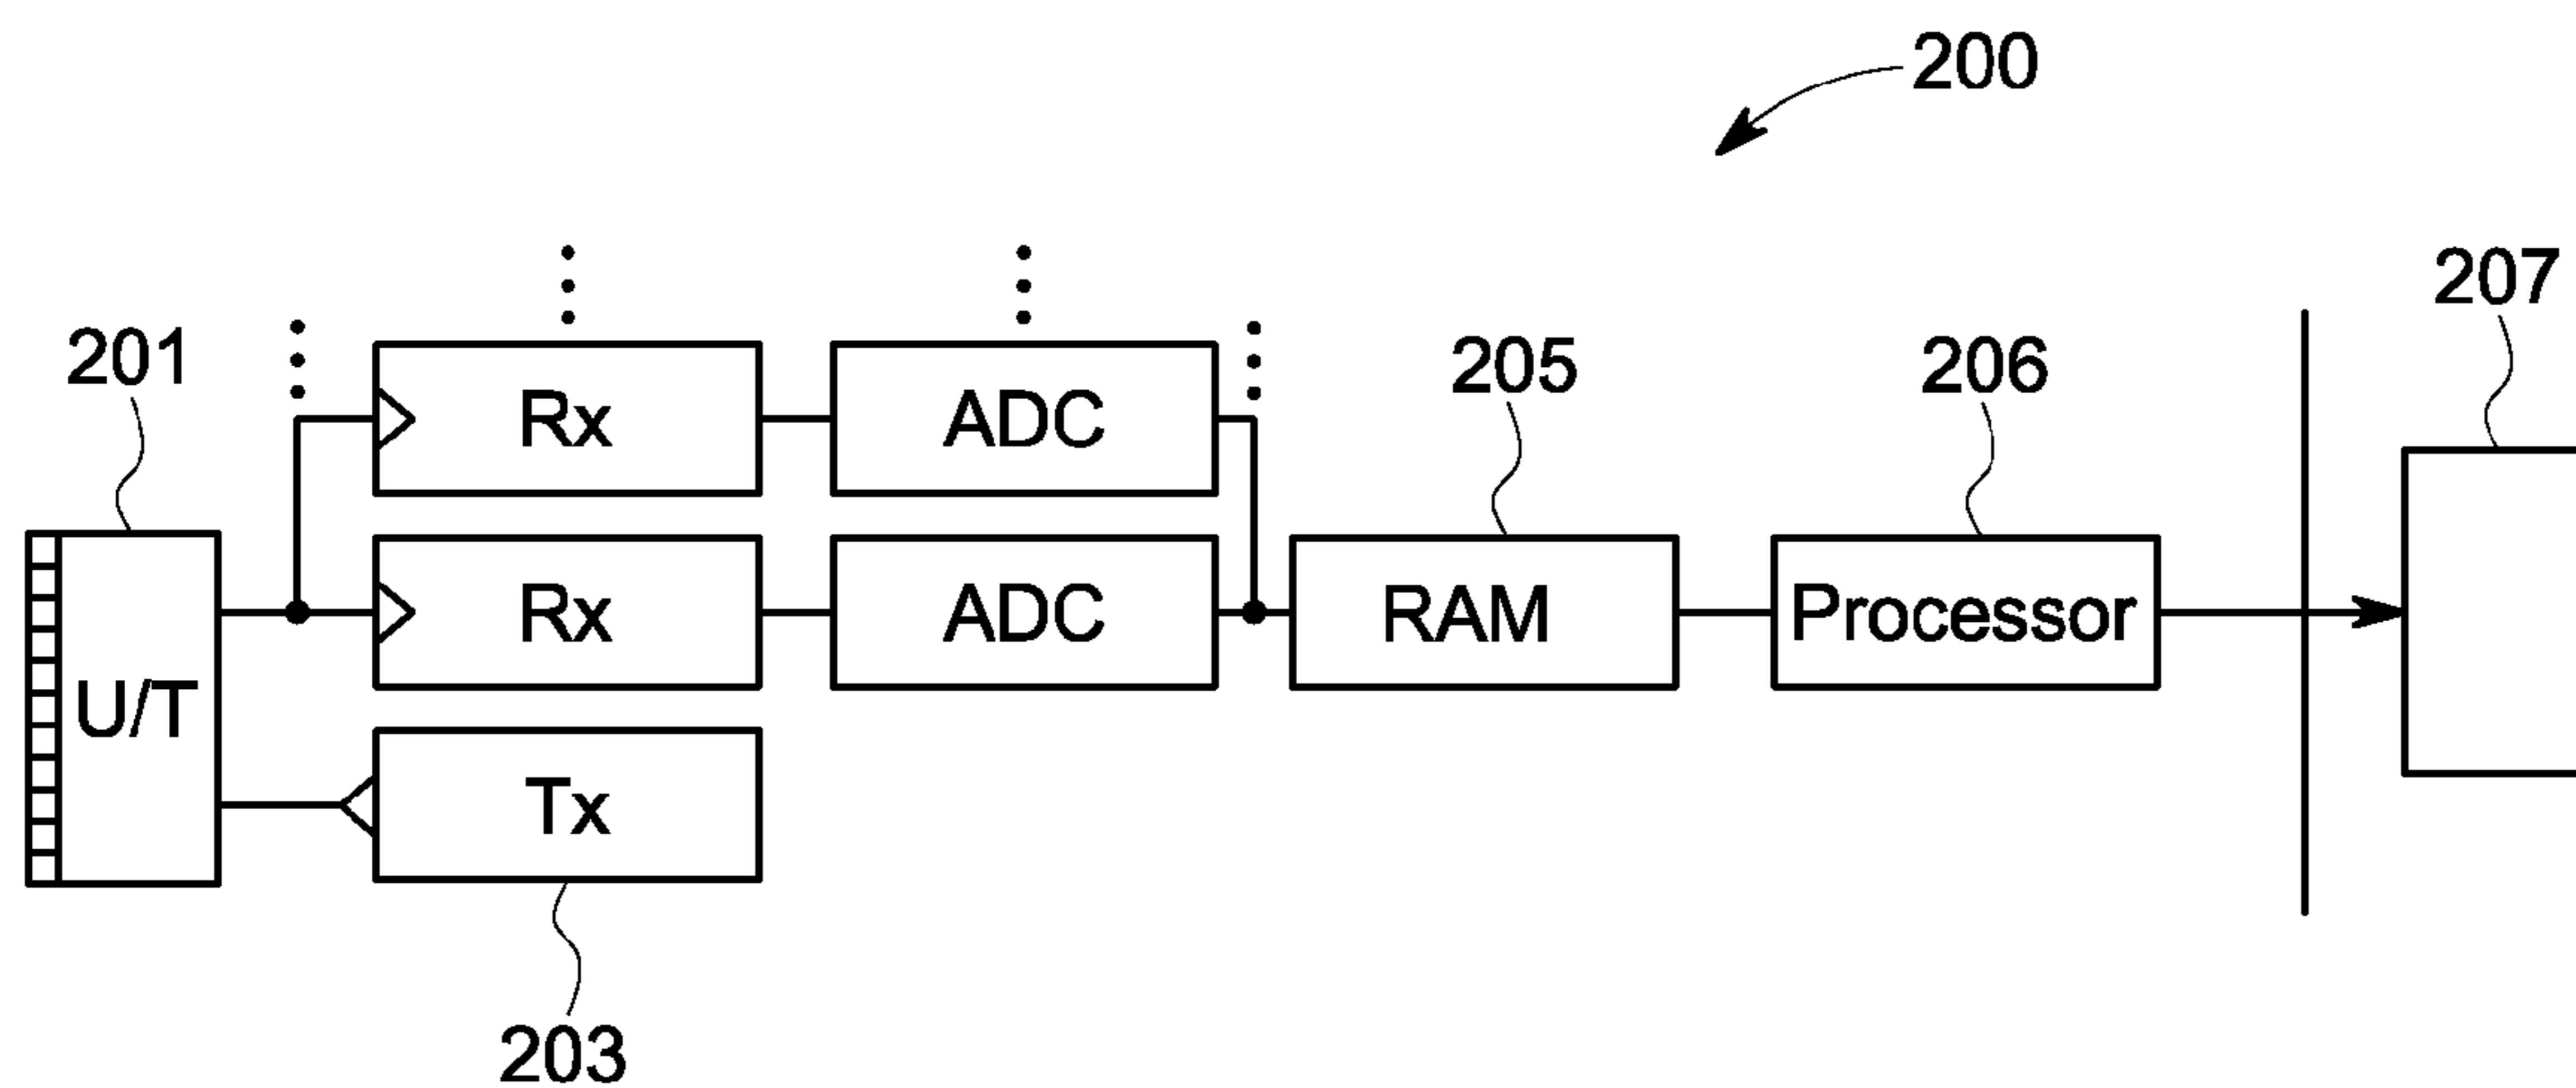 200
207
201
205
206
Rx
ADC
Rx
ADC
RAM
Processor
U/T
Tx
203